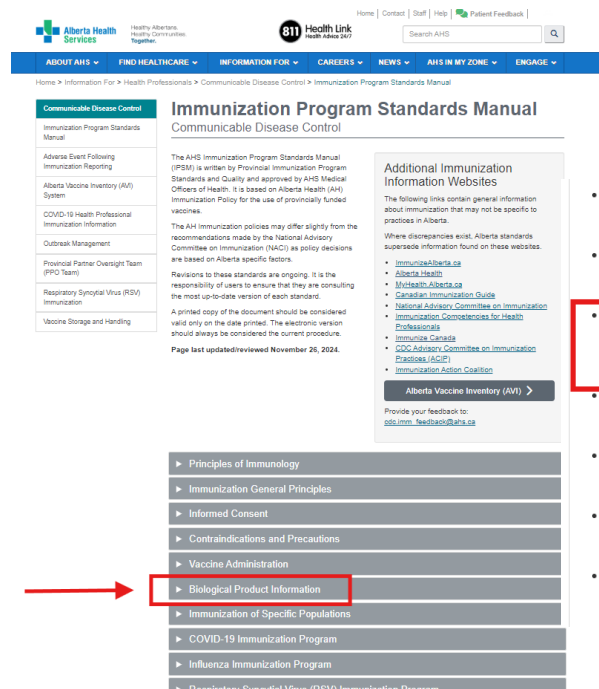 Home | Contact | Staff | Help | Patient Feedback |
Alberta Health
Services
Healthy Albertans.
Healthy Communities.
Together.
811 Health Link
Health Advice 24/7
Search AHS
ABOUT AHS FIND HEALTHCARE INFORMATION FOR CAREERS NEWS AHS IN MY ZONE ENGAGE
Home > Information For > Health Professionals > Communicable Disease Control > Immunization Program Standards Manual
Communicable Disease Control
Immunization Program Standards
Manual
Adverse Event Following
Immunization Reporting
Alberta Vaccine Inventory (AVI)
System
COVID-19 Health Professional
Immunization Information
Outbreak Management
Provincial Partner Oversight Team
(PPO Team)
Respiratory Syncytial Virus (RSV)
Immunization
Vaccine Storage and Handling
Immunization Program Standards Manual
Communicable Disease Control
The AHS Immunization Program Standards Manual
(IPSM) is written by Provincial Immunization Program
Standards and Quality and approved by AHS Medical
Officers of Health. It is based on Alberta Health (AH)
Immunization Policy for the use of provincially funded
vaccines.
The AH Immunization policies may differ slightly from the
recommendations made by the National Advisory
Committee on Immunization (NACI) as policy decisions
are based on Alberta specific factors.
Revisions to these standards are ongoing. It is the
responsibility of users to ensure that they are consulting
the most up-to-date version of each standard.
A printed copy of the document should be considered
valid only on the date printed. The electronic version
should always be considered the current procedure.
Page last updated/reviewed November 26, 2024.
Additional Immunization
Information Websites
The following links contain general information
about immunization that may not be specific to
practices in Alberta.
Where discrepancies exist, Alberta standards
supersede information found on these websites.
• ImmunizeAlberta.ca
• Alberta Health
• MyHealth.Alberta.ca
• Canadian Immunization Guide
• National Advisory Committee on Immunization
• Immunization Competencies for Health
Professionals
• Immunize Canada
• CDC Advisory Committee on Immunization
Practices (ACIP)
• Immunization Action Coalition
Alberta Vaccine Inventory (AVI)
Provide your feedback to:
cdc.imm_feedback@ahs.ca
Principles of Immunology
Immunization General Principles
Informed Consent
Contraindications and Precautions
Vaccine Administration
Biological Product Information
Immunization of Specific Populations
COVID-19 Immunization Program
Influenza Immunization Program
Respiratory Syncytial Virus (RSV) Immunization Program